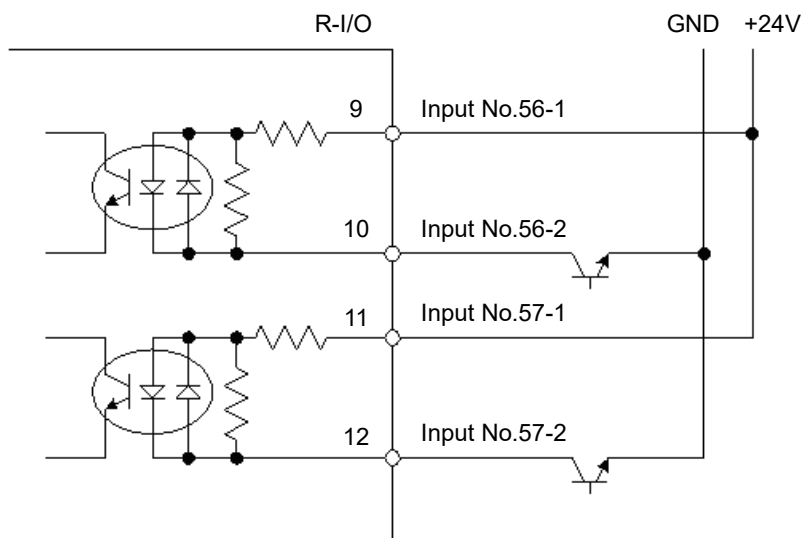 R-I/O GND +24V
9 Input No.56-1
10 Input No.56-2
11 Input No.57-1
12 Input No.57-2